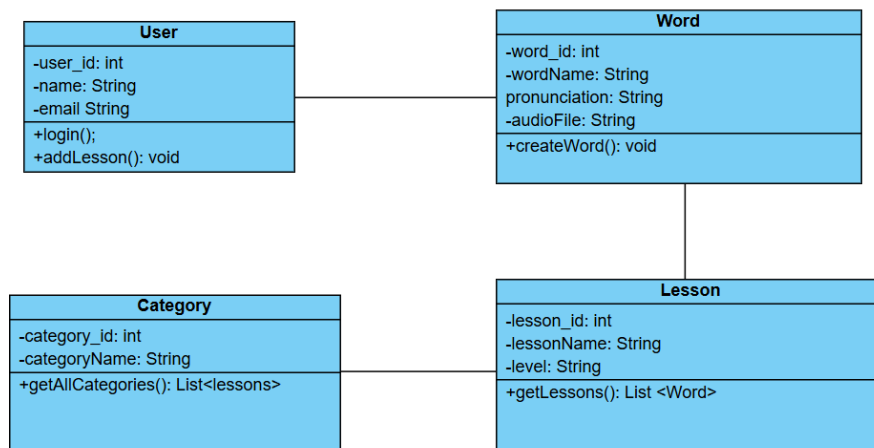 User
-user_id: int
-name: String
-email String
+login();
+addLesson(): void
Word
-word_id: int
-wordName: String
pronunciation: String
-audioFile: String
+createWord(): void
Category
-category_id: int
-categoryName: String
+getAllCategories(): List<lessons>
Lesson
-lesson_id: int
-lessonName: String
-level: String
+getLessons(): List <Word>